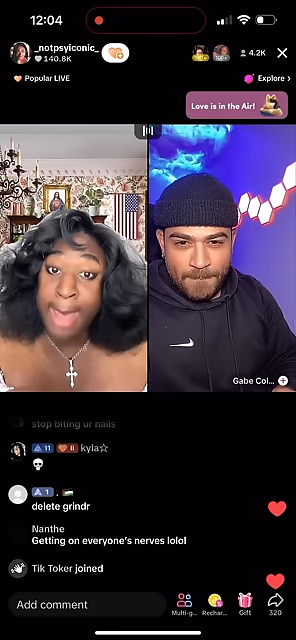 12:04
_notpsyiconic_
140.8K
4.2K
Popular LIVE
Explore >
Love is in the Air!
Gabe Col...
stop biting ur nails
11 II kyla☆
💀
1 . 🇵🇸
delete grindr
Nanthe
Getting on everyone's nerves lolol
Tik Toker joined
Add comment
Multi-g...
Rechar...
Gift
320